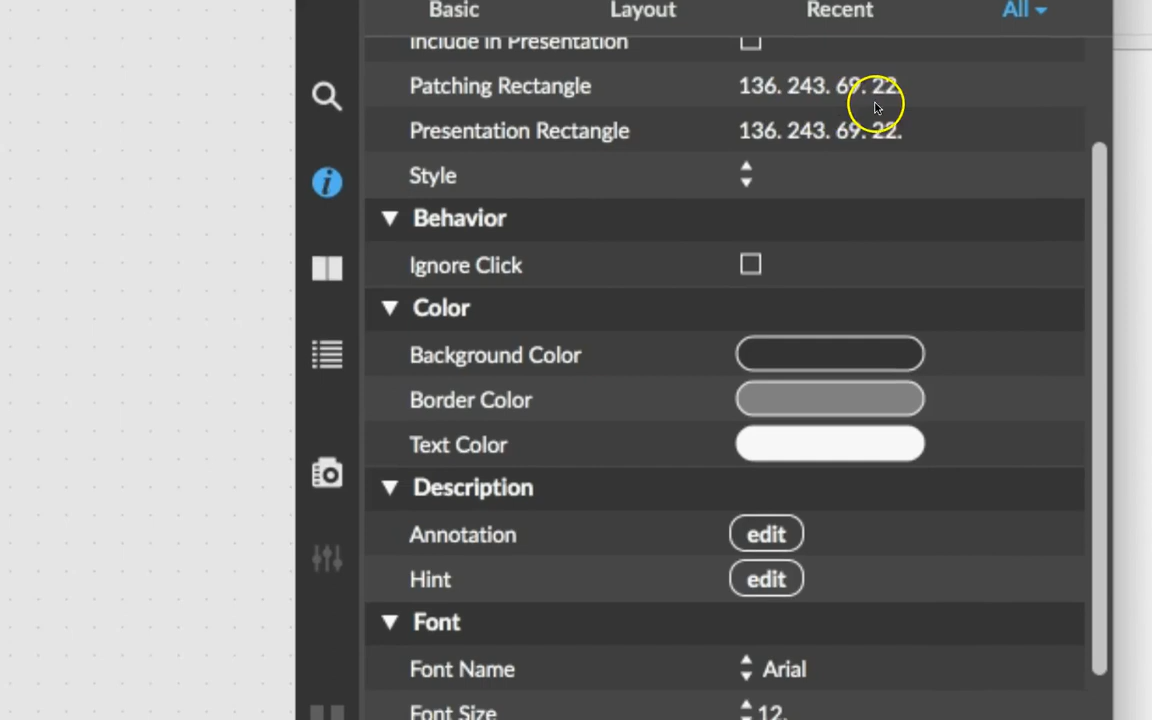 Basic Layout Recent All
Include in Presentation
Patching Rectangle 136. 243. 69. 22.
Presentation Rectangle 136. 243. 69. 22.
Style
Behavior
Ignore Click
Color
Background Color
Border Color
Text Color
Description
Annotation edit
Hint edit
Font
Font Name Arial
Font Size 12.